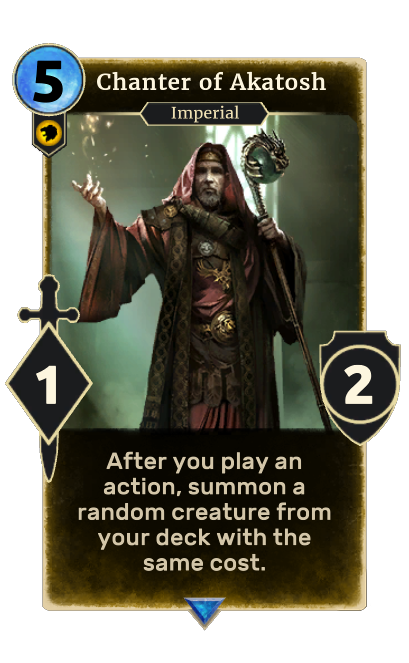 5
Chanter of Akatosh
Imperial
1
2
After you play an
action, summon a
random creature from
your deck with the
same cost.